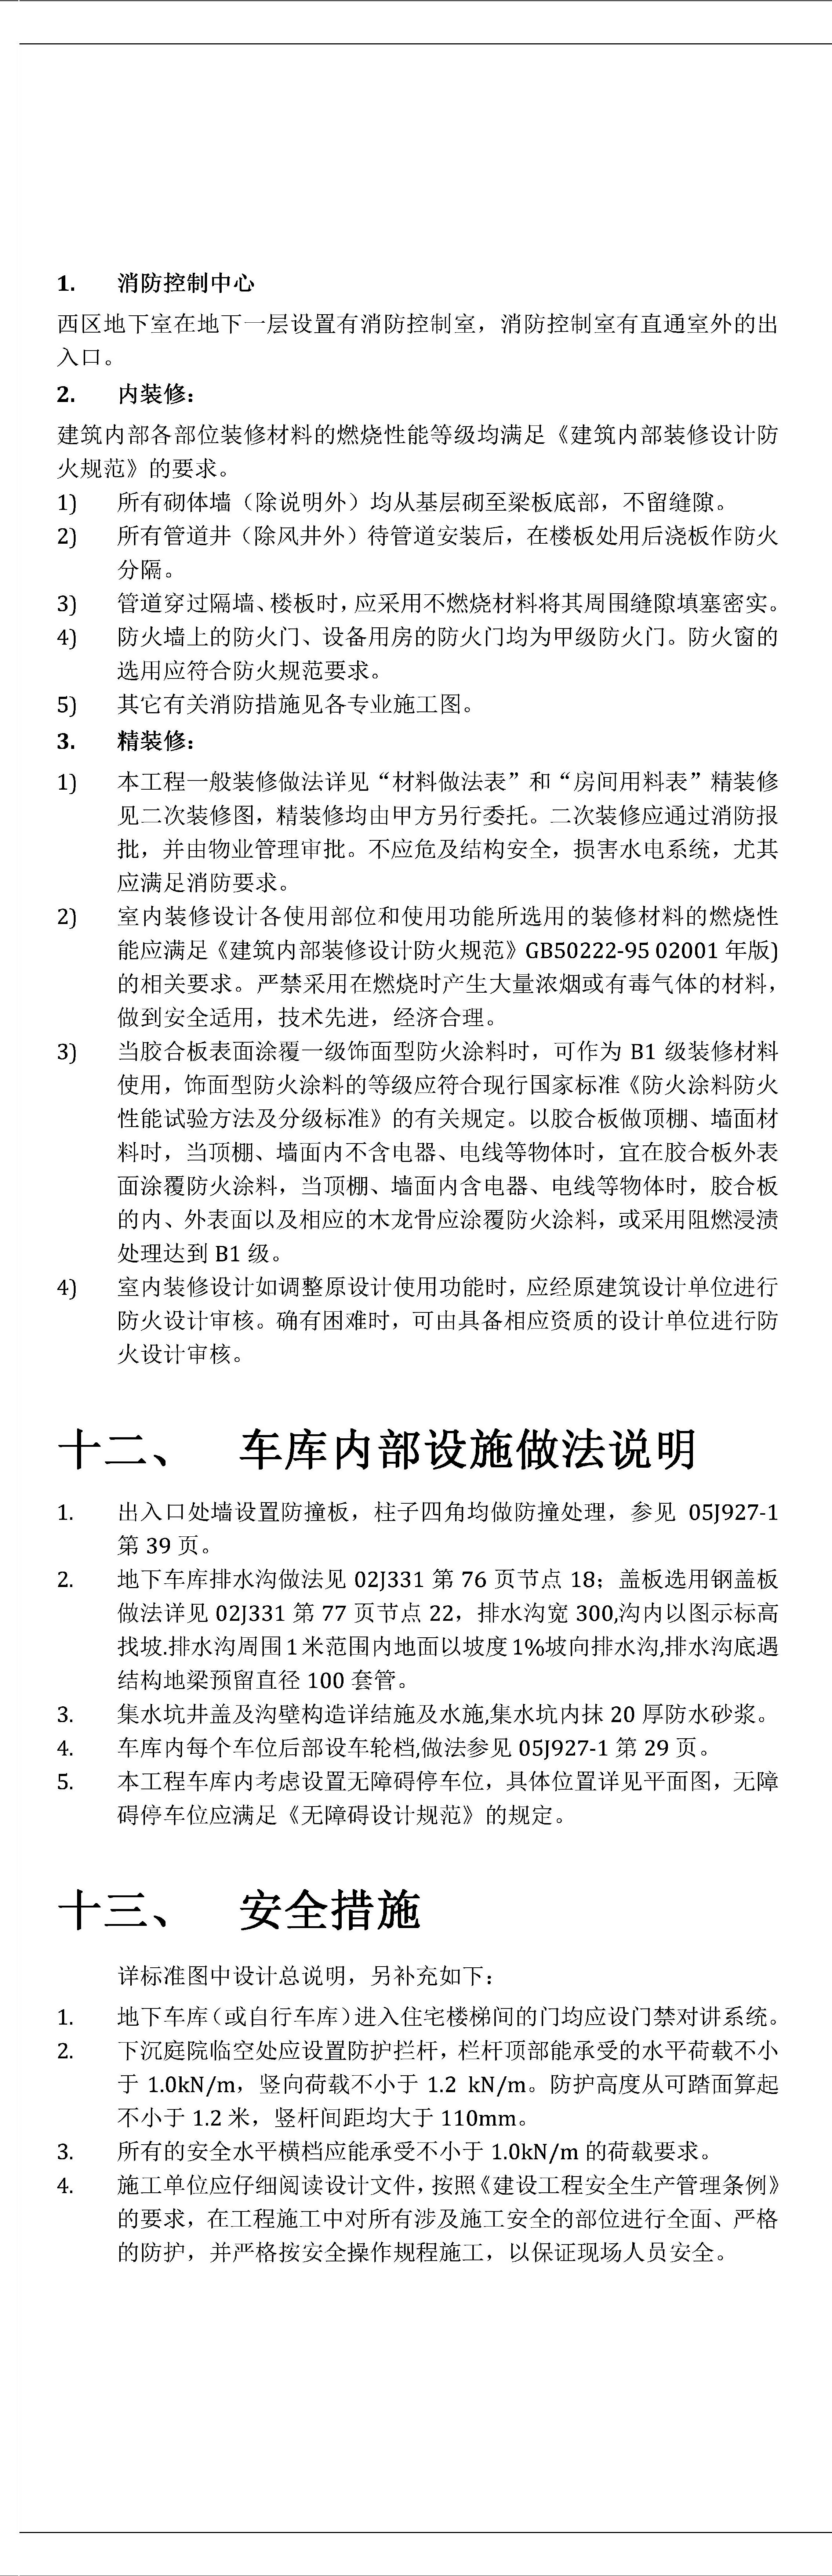 1. 消防控制中心
西区地下室在地下一层设置有消防控制室，消防控制室有直通室外的出
入口。
2. 内装修：
建筑内部各部位装修材料的燃烧性能等级均满足《建筑内部装修设计防
火规范》的要求。
1) 所有砌体墙（除说明外）均从基层砌至梁板底部，不留缝隙。
2) 所有管道井（除风井外）待管道安装后，在楼板处用后浇板作防火
分隔。
3) 管道穿过隔墙、楼板时，应采用不燃烧材料将其周围缝隙填塞密实。
4) 防火墙上的防火门、设备用房的防火门均为甲级防火门。防火窗的
选用应符合防火规范要求。
5) 其它有关消防措施见各专业施工图。
3. 精装修：
1) 本工程一般装修做法详见“材料做法表”和“房间用料表”精装修
见二次装修图，精装修均由甲方另行委托。二次装修应通过消防报
批，并由物业管理审批。不应危及结构安全，损害水电系统，尤其
应满足消防要求。
2) 室内装修设计各使用部位和使用功能所选用的装修材料的燃烧性
能应满足《建筑内部装修设计防火规范》GB50222-95 02001 年版)
的相关要求。严禁采用在燃烧时产生大量浓烟或有毒气体的材料，
做到安全适用，技术先进，经济合理。
3) 当胶合板表面涂覆一级饰面型防火涂料时，可作为 B1 级装修材料
使用，饰面型防火涂料的等级应符合现行国家标准《防火涂料防火
性能试验方法及分级标准》的有关规定。以胶合板做顶棚、墙面材
料时，当顶棚、墙面内不含电器、电线等物体时，宜在胶合板外表
面涂覆防火涂料，当顶棚、墙面内含电器、电线等物体时，胶合板
的内、外表面以及相应的木龙骨应涂覆防火涂料，或采用阻燃浸渍
处理达到 B1 级。
4) 室内装修设计如调整原设计使用功能时，应经原建筑设计单位进行
防火设计审核。确有困难时，可由具备相应资质的设计单位进行防
火设计审核。
十二、 车库内部设施做法说明
1. 出入口处墙设置防撞板，柱子四角均做防撞处理，参见 05J927-1
第 39 页。
2. 地下车库排水沟做法见 02J331 第 76 页节点 18；盖板选用钢盖板
做法详见 02J331 第 77 页节点 22，排水沟宽 300,沟内以图示标高
找坡.排水沟周围 1 米范围内地面以坡度 1%坡向排水沟,排水沟底遇
结构地梁预留直径 100 套管。
3. 集水坑井盖及沟壁构造详结施及水施,集水坑内抹 20 厚防水砂浆。
4. 车库内每个车位后部设车轮档,做法参见 05J927-1 第 29 页。
5. 本工程车库内考虑设置无障碍停车位，具体位置详见平面图，无障
碍停车位应满足《无障碍设计规范》的规定。
十三、 安全措施
详标准图中设计总说明，另补充如下：
1. 地下车库（或自行车库）进入住宅楼梯间的门均应设门禁对讲系统。
2. 下沉庭院临空处应设置防护拦杆，栏杆顶部能承受的水平荷载不小
于 1.0kN/m，竖向荷载不小于 1.2 kN/m。防护高度从可踏面算起
不小于 1.2 米，竖杆间距均大于 110mm。
3. 所有的安全水平横档应能承受不小于 1.0kN/m 的荷载要求。
4. 施工单位应仔细阅读设计文件，按照《建设工程安全生产管理条例》
的要求，在工程施工中对所有涉及施工安全的部位进行全面、严格
的防护，并严格按安全操作规程施工，以保证现场人员安全。